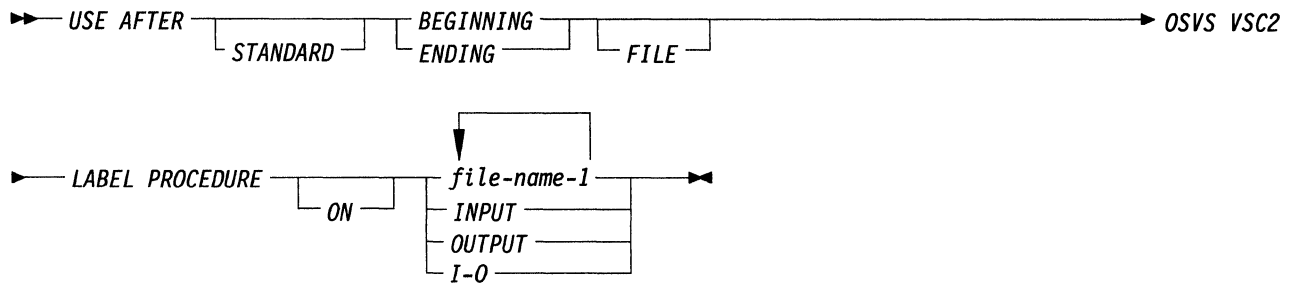 USE AFTER BEGINNING OSVS VSC2
STANDARD ENDING FILE
LABEL PROCEDURE file-name-1
ON INPUT
OUTPUT
I-O